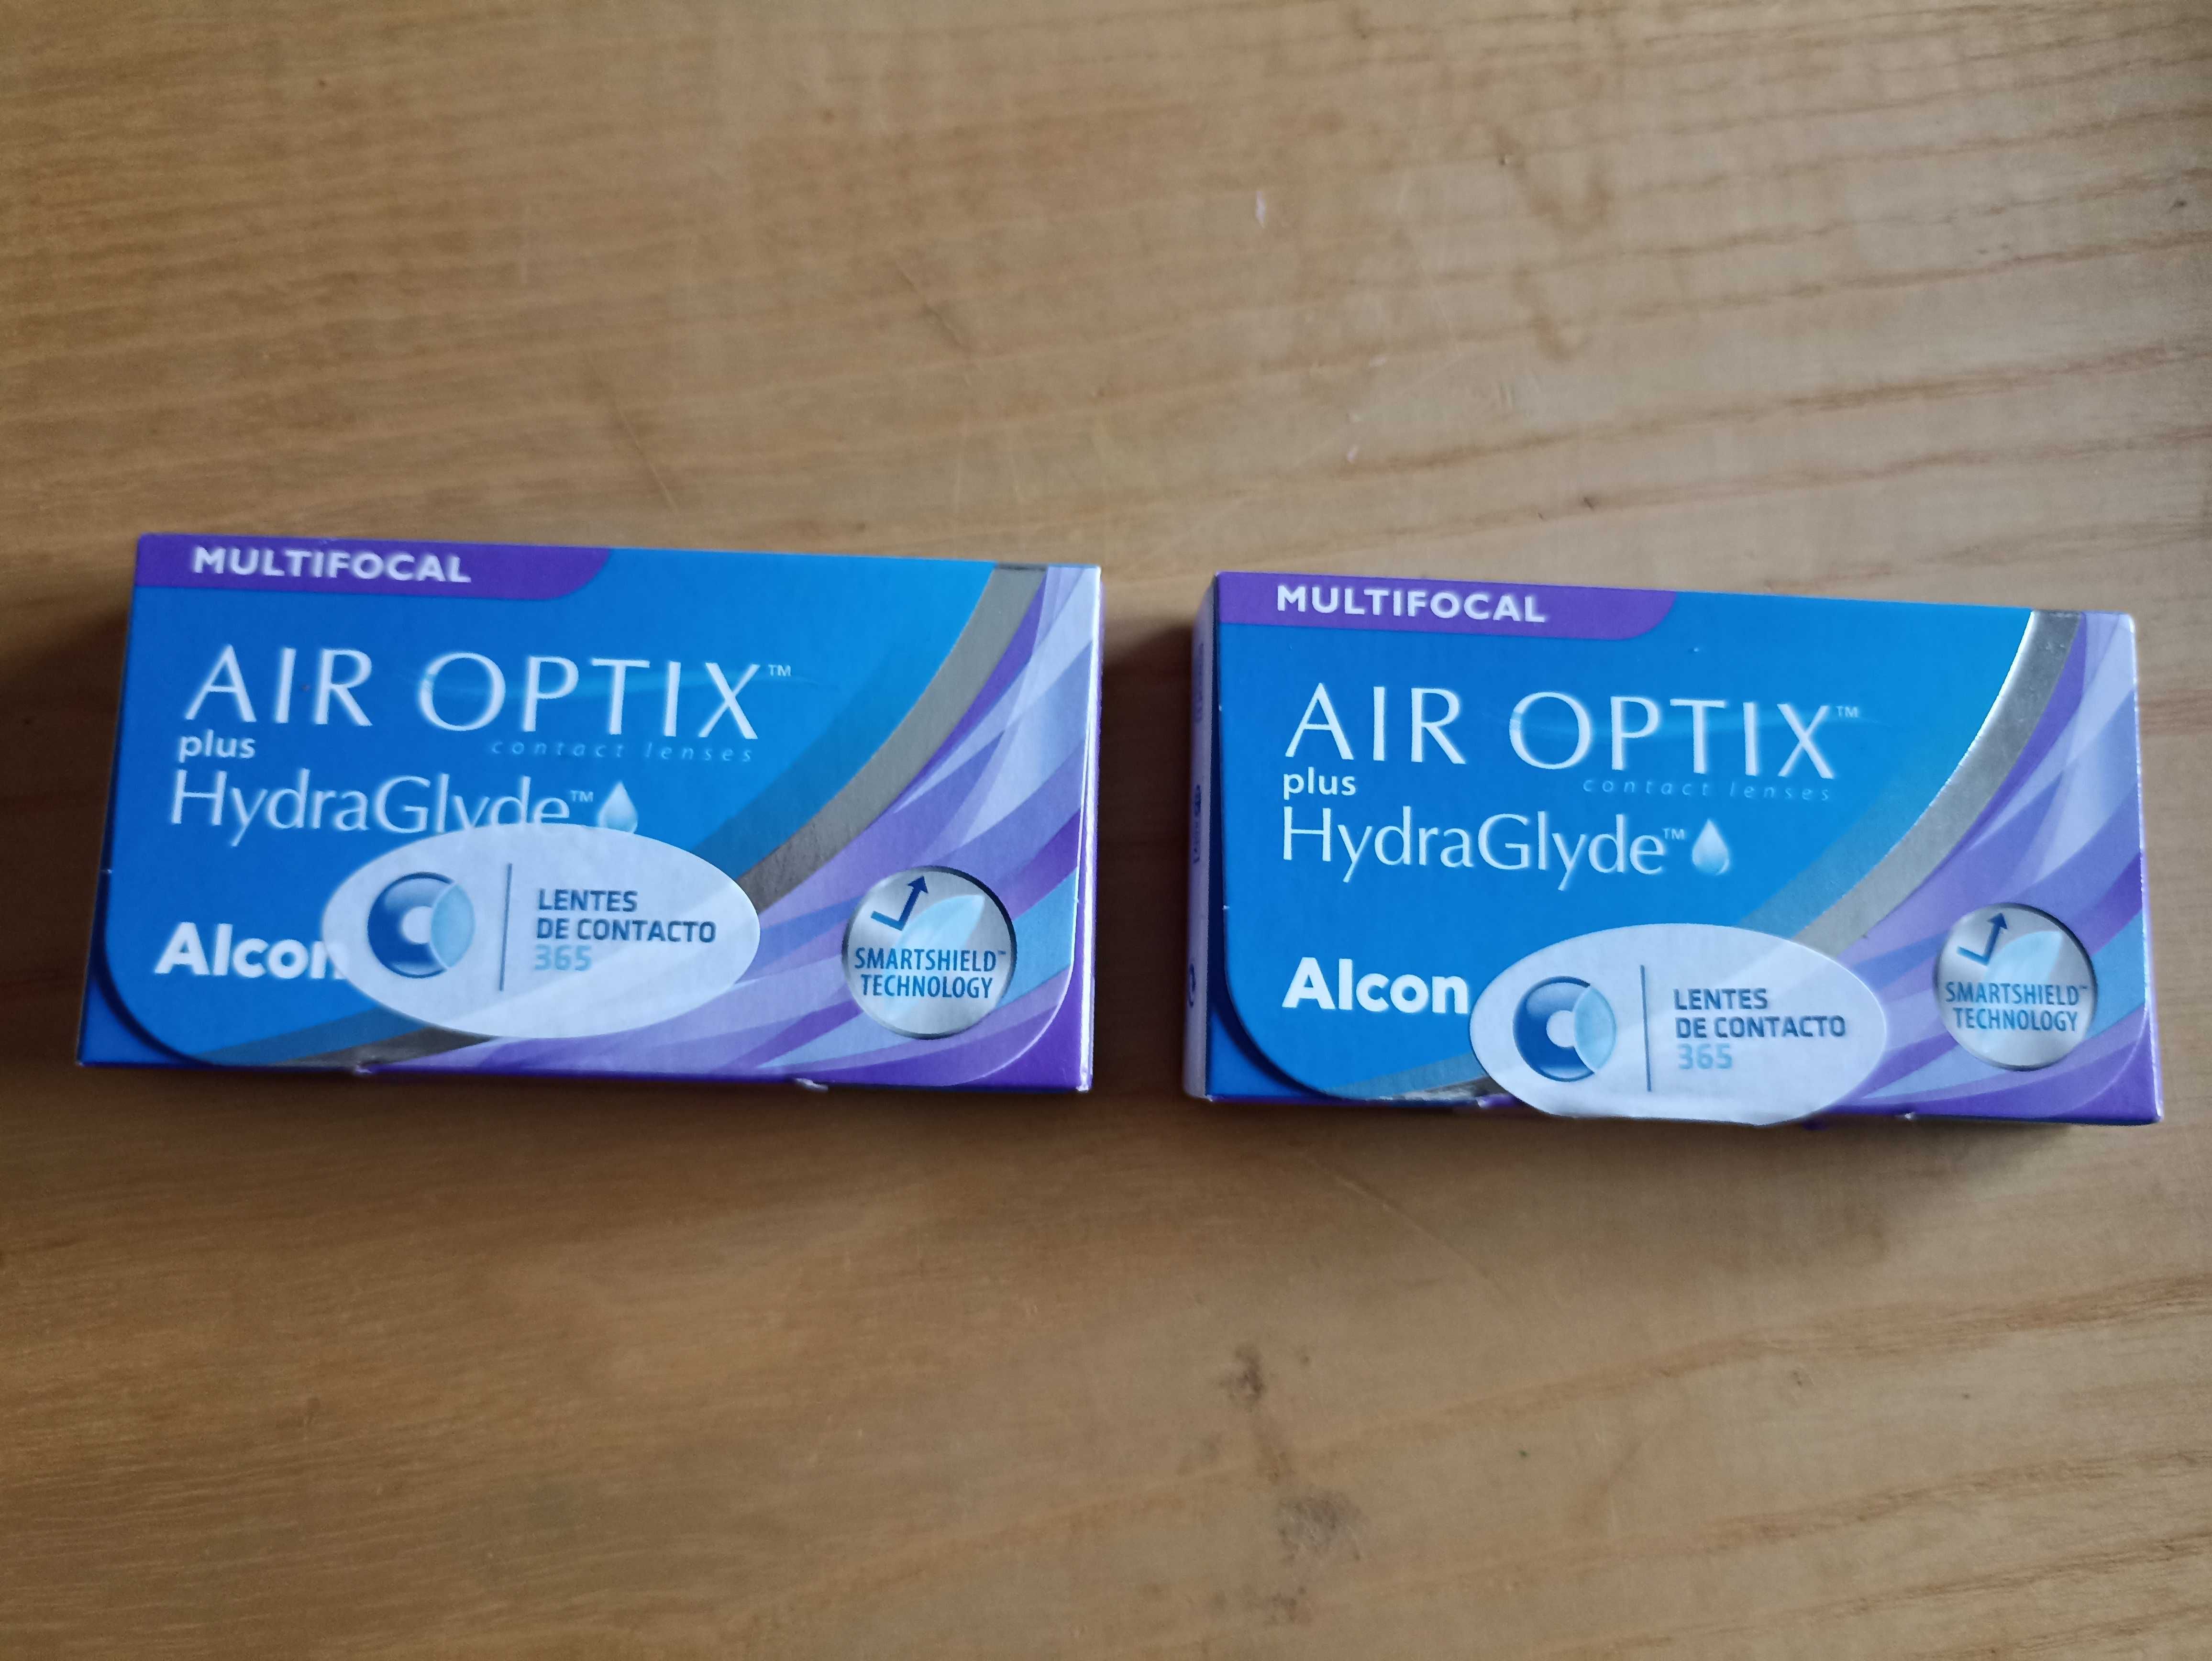 MULTIFOCAL
AIR OPTIX™
contact lenses
plus
HydraGlyde™
Alcon
LENTES
DE CONTACTO
365
SMARTSHIELD™
TECHNOLOGY
MULTIFOCAL
AIR OPTIX™
contact lenses
plus
HydraGlyde™
Alcon
LENTES
DE CONTACTO
365
SMARTSHIELD™
TECHNOLOGY